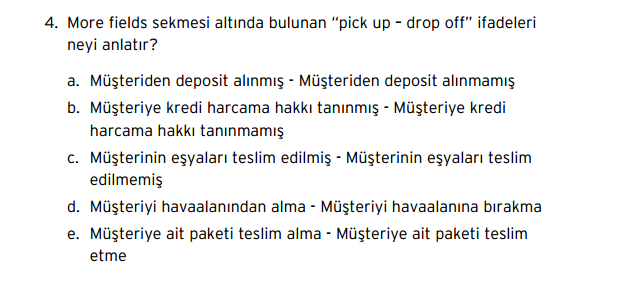 4. More fields sekmesi altında bulunan “pick up - drop off” ifadeleri
neyi anlatır?
a. Müşteriden deposit alınmış - Müşteriden deposit alınmamış
b. Müşteriye kredi harcama hakkı tanınmış - Müşteriye kredi
harcama hakkı tanınmamış
c. Müşterinin eşyaları teslim edilmiş - Müşterinin eşyaları teslim
edilmemiş
d. Müşteriyi havaalanından alma - Müşteriyi havaalanına bırakma
e. Müşteriye ait paketi teslim alma - Müşteriye ait paketi teslim
etme